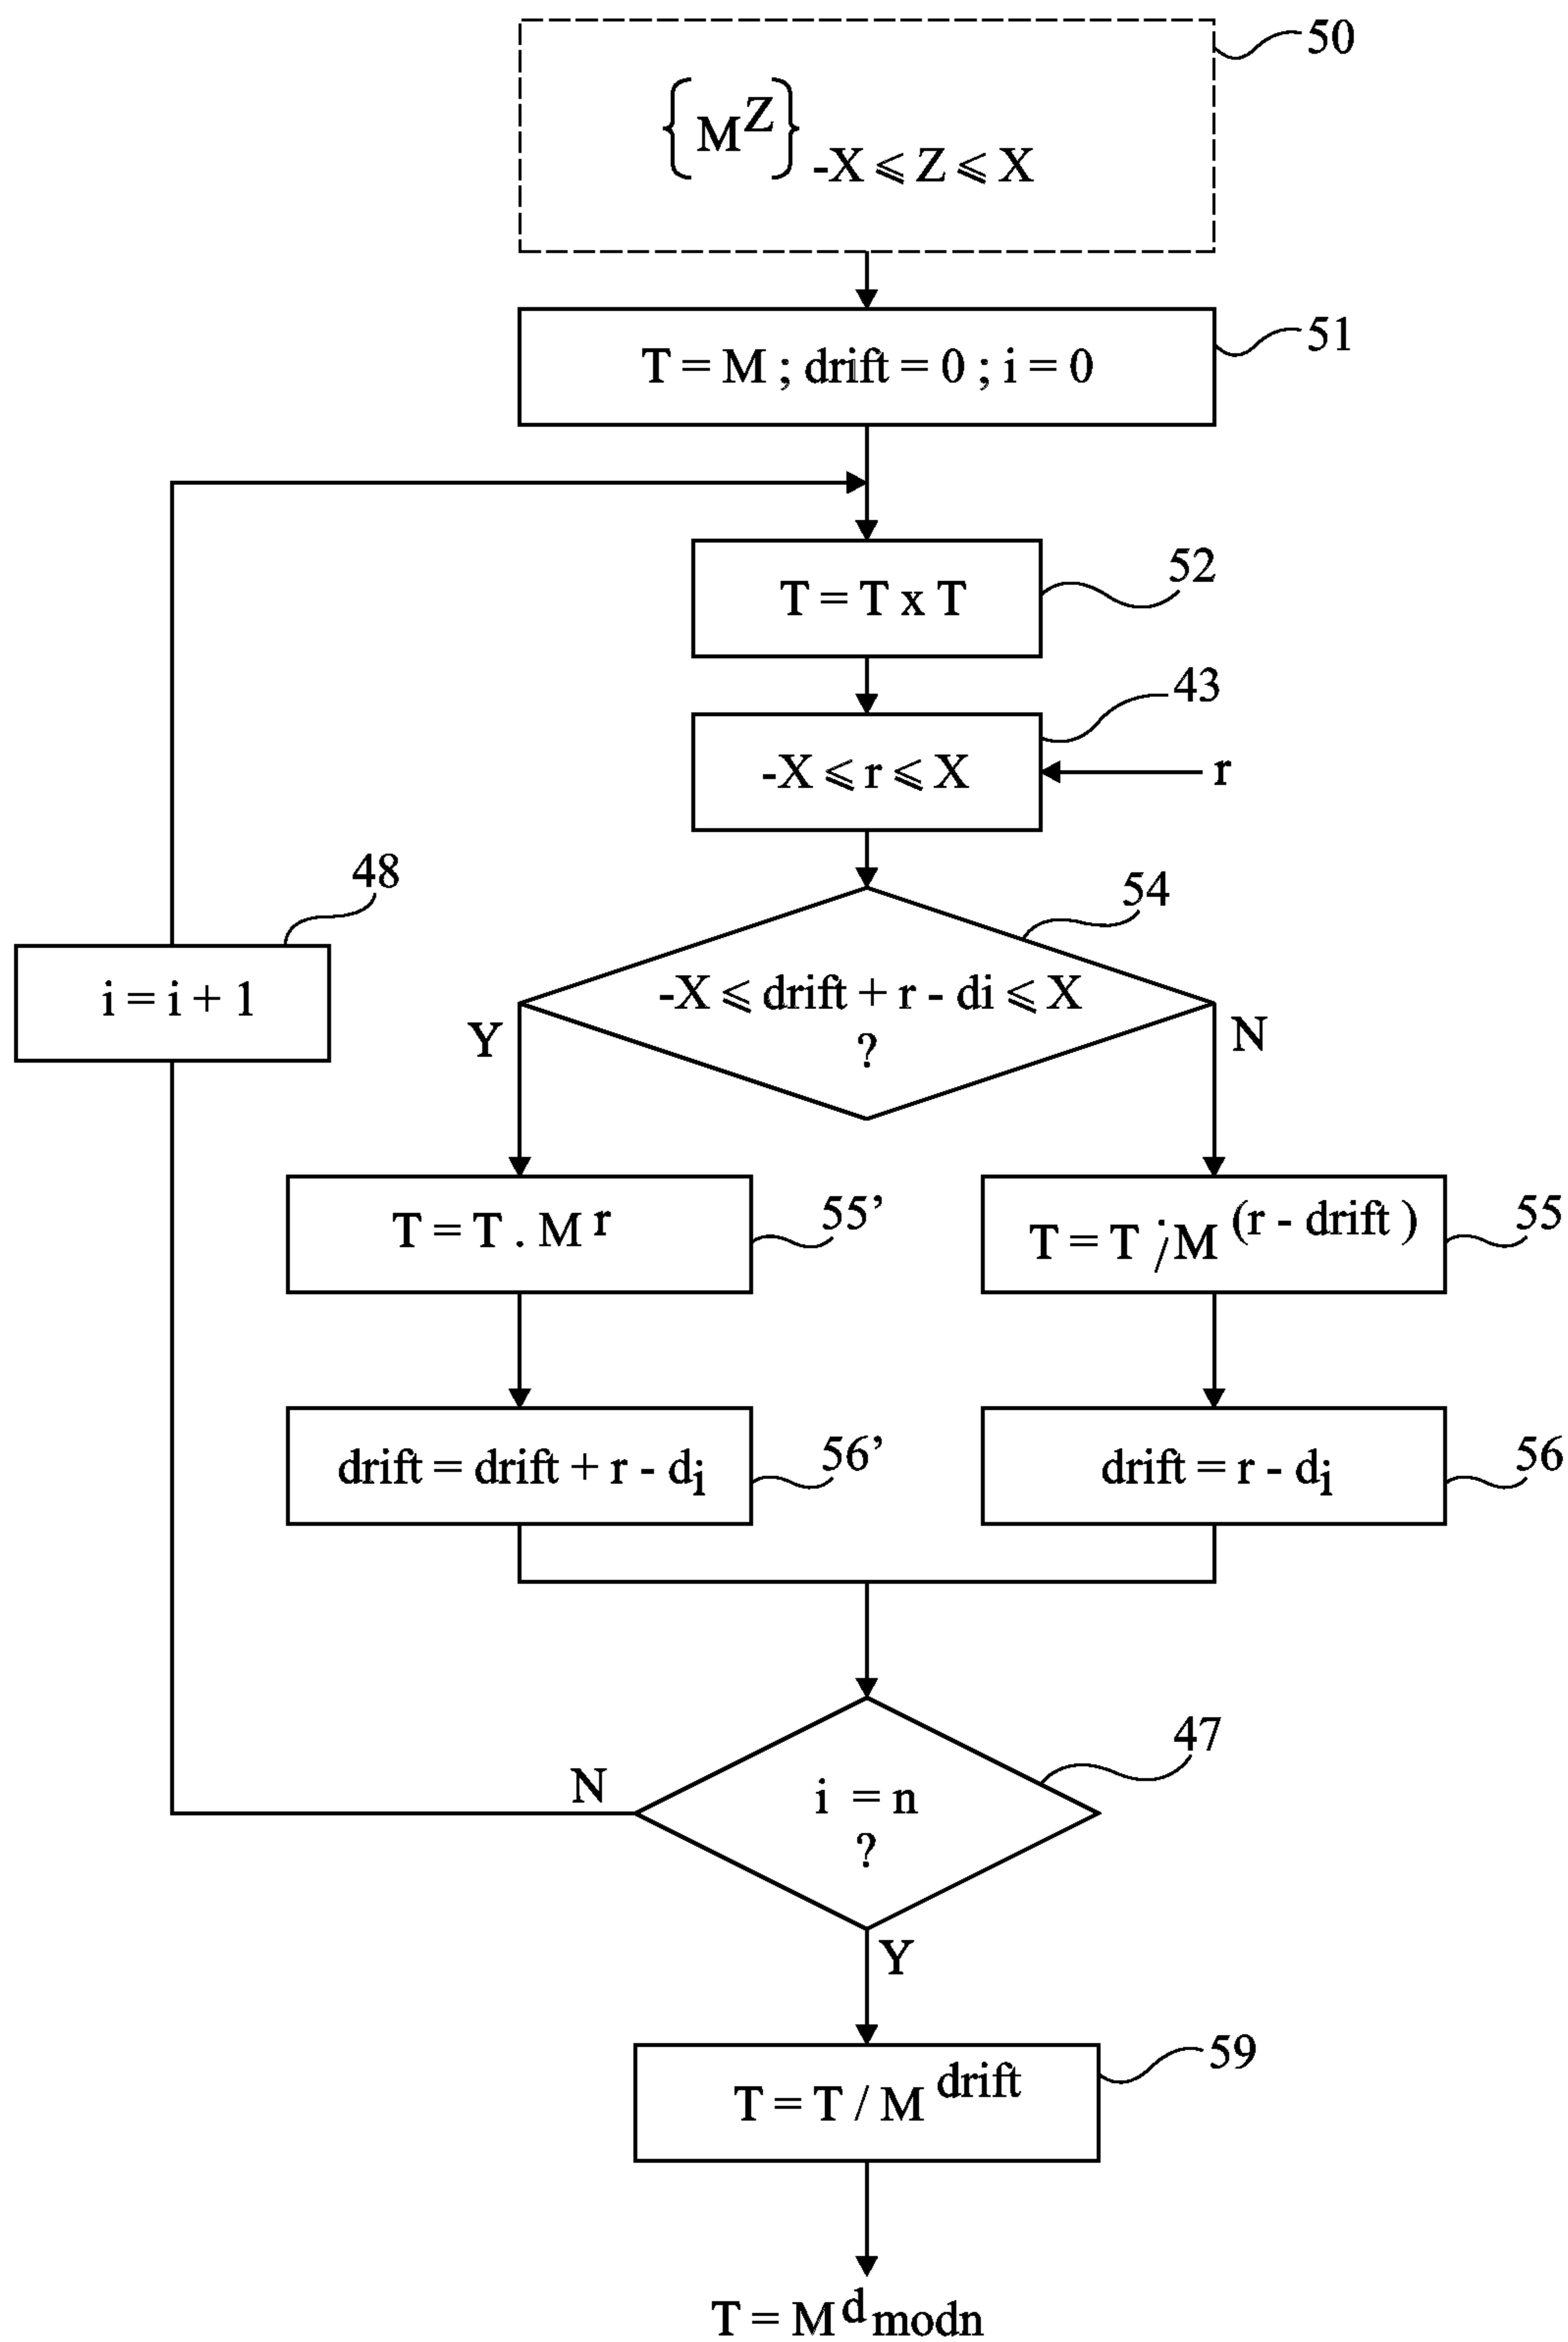 {M^Z} -X ⩽ Z ⩽ X
50
T = M ; drift = 0 ; i = 0
51
T = T x T
52
-X ⩽ r ⩽ X
43
r
48
i = i + 1
54
-X ⩽ drift + r - di ⩽ X
?
Y
N
T = T . M^r
55’
T = T / M^(r - drift)
55
drift = drift + r - d_i
56’
drift = r - d_i
56
47
i = n
?
N
Y
T = T / M^drift
59
T = M^d modn